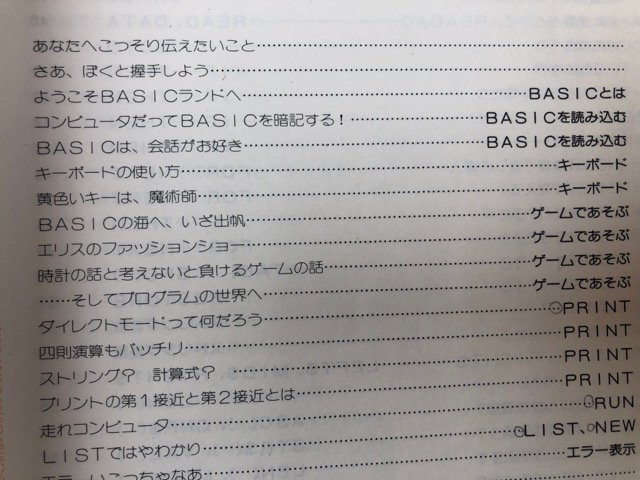 READ、DATA
あなたへこっそり伝えたいこと
さあ、ぼくと握手しよう
ようこそBASICランドへ BASICとは
コンピュータだってBASICを暗記する! BASICを読み込む
BASICは、会話がお好き BASICを読み込む
キーボードの使い方 キーボード
黄色いキーは、魔術師 キーボード
BASICの海へ、いざ出帆 ゲームであそぶ
エリスのファッションショー ゲームであそぶ
時計の話と考えないと負けるゲームの話 ゲームであそぶ
……そしてプログラムの世界へ ゲームであそぶ
ダイレクトモードって何だろう ○PRINT
四則演算もバッチリ PRINT
ストリング? 計算式? PRINT
プリントの第1接近と第2接近とは PRINT
走れコンピュータ ○RUN
LISTではやわかり ○LIST、○NEW
エラーいこっちゃなあ エラー表示